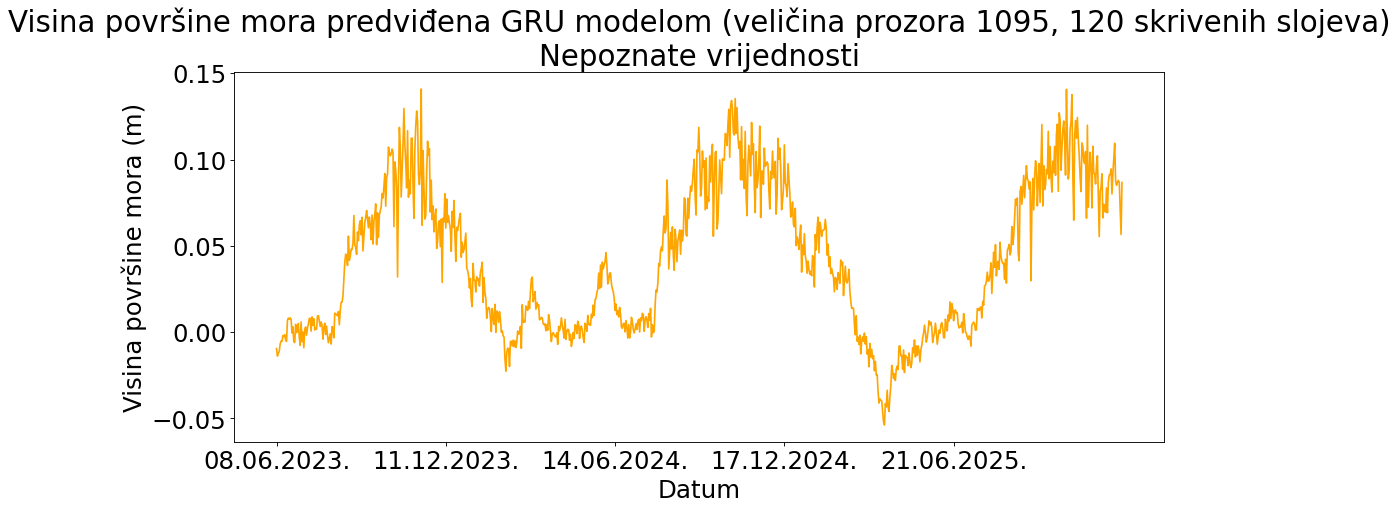 Visina površine mora predviđena GRU modelom (veličina prozora 1095, 120 skrivenih slojeva)
Nepoznate vrijednosti
Visina površine mora (m)
0.15
0.10
0.05
0.00
−0.05
08.06.2023. 11.12.2023. 14.06.2024. 17.12.2024. 21.06.2025.
Datum